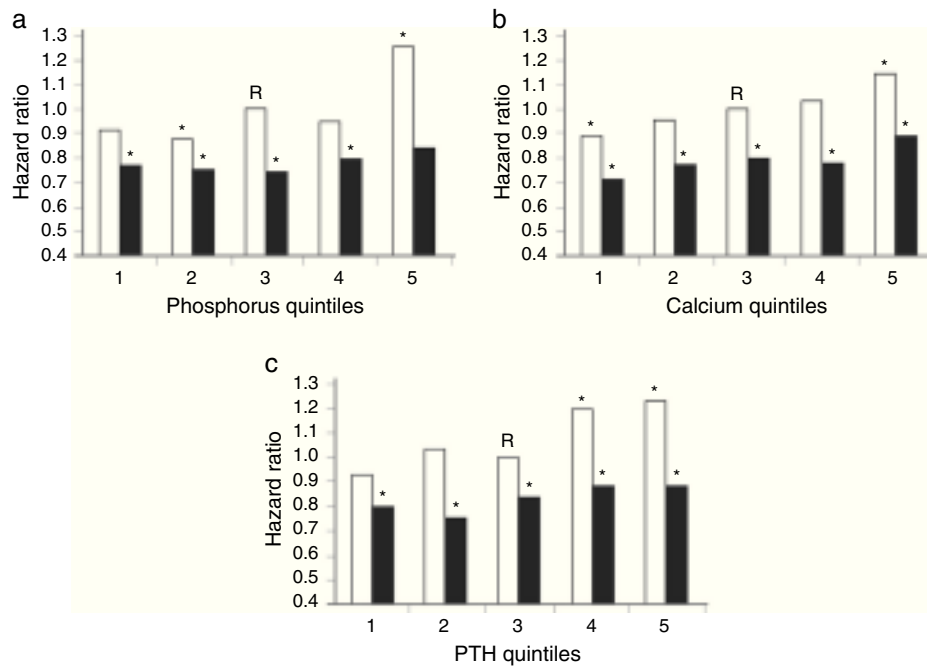 a
1.3
1.2
1.1
1.0
0.9
0.8
0.7
0.6
0.5
0.4
Hazard ratio
* * * R * * * *
1 2 3 4 5
Phosphorus quintiles
b
1.3
1.2
1.1
1.0
0.9
0.8
0.7
0.6
0.5
0.4
Hazard ratio
* * * R * * * *
1 2 3 4 5
Calcium quintiles
c
1.3
1.2
1.1
1.0
0.9
0.8
0.7
0.6
0.5
0.4
Hazard ratio
* * R * * * * *
1 2 3 4 5
PTH quintiles